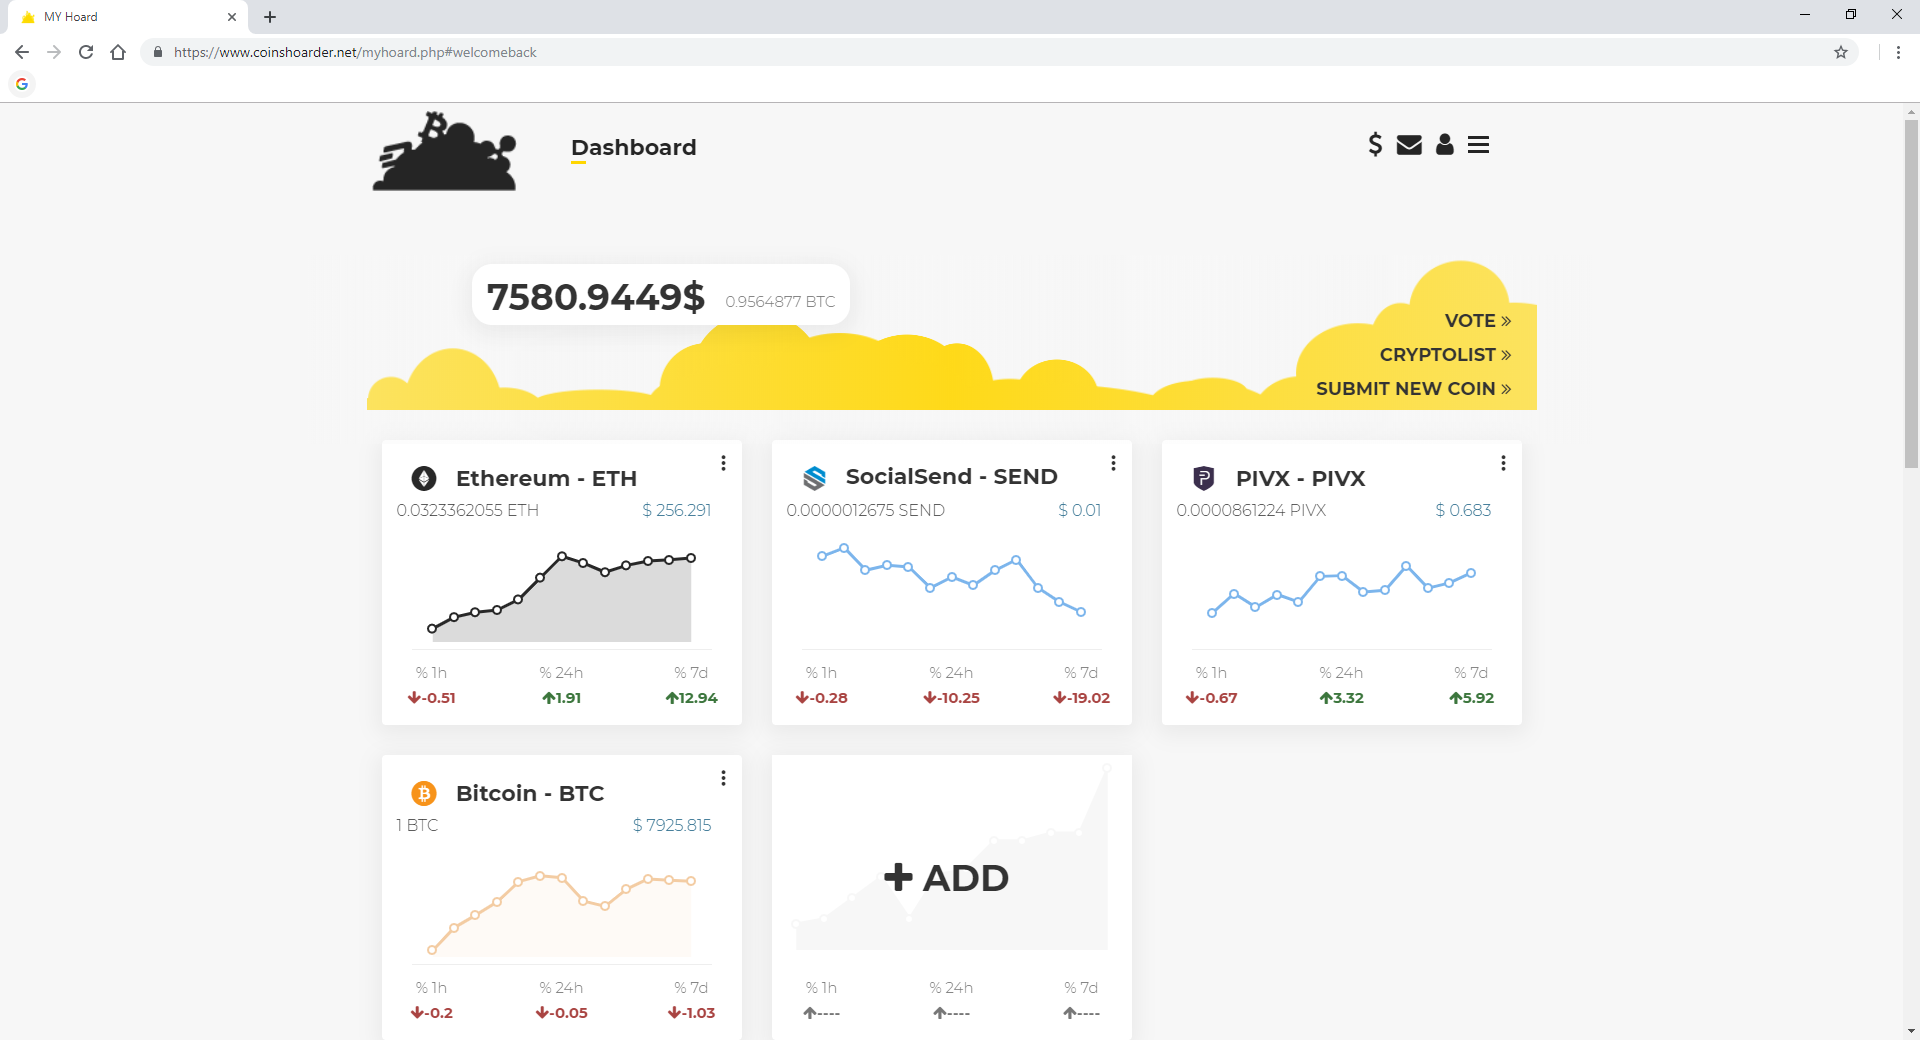 MY Hoard
https://www.coinshoarder.net/myhoard.php#welcomeback
Dashboard
7580.9449$ 0.9564877 BTC
VOTE »
CRYPTOLIST »
SUBMIT NEW COIN »
Ethereum - ETH
0.0323362055 ETH $ 256.291
% 1h % 24h % 7d
-0.51 1.91 12.94
SocialSend - SEND
0.0000012675 SEND $ 0.01
% 1h % 24h % 7d
-0.28 -10.25 -19.02
PIVX - PIVX
0.0000861224 PIVX $ 0.683
% 1h % 24h % 7d
-0.67 3.32 5.92
Bitcoin - BTC
1 BTC $ 7925.815
% 1h % 24h % 7d
-0.2 -0.05 -1.03
+ ADD
% 1h % 24h % 7d
---- ---- ----